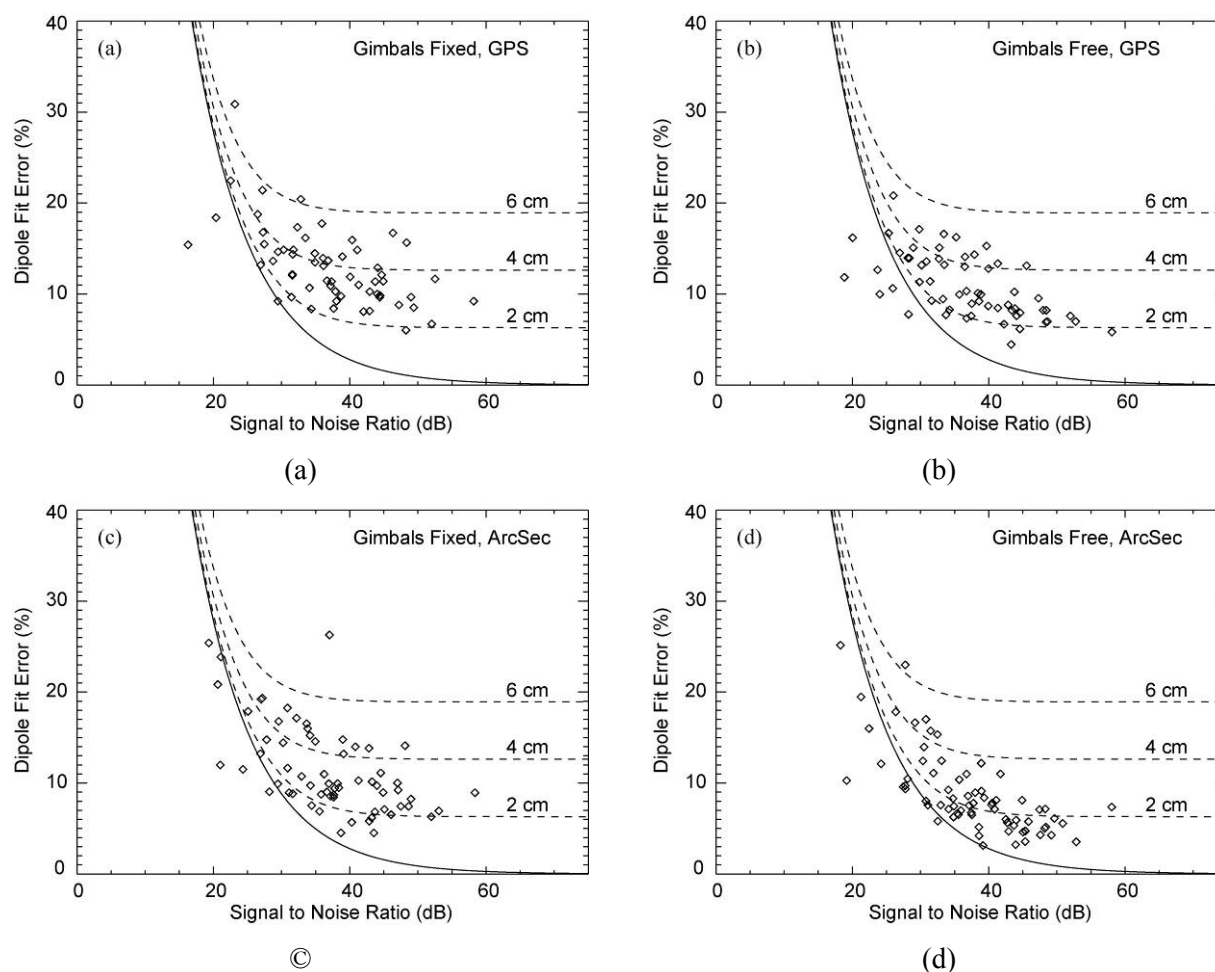 (a) Gimbals Fixed, GPS
40
30
20
10
0
Dipole Fit Error (%)
6 cm
4 cm
2 cm
0 20 40 60
Signal to Noise Ratio (dB)
(a)
(b) Gimbals Free, GPS
40
30
20
10
0
Dipole Fit Error (%)
6 cm
4 cm
2 cm
0 20 40 60
Signal to Noise Ratio (dB)
(b)
(c) Gimbals Fixed, ArcSec
40
30
20
10
0
Dipole Fit Error (%)
6 cm
4 cm
2 cm
0 20 40 60
Signal to Noise Ratio (dB)
©
(d) Gimbals Free, ArcSec
40
30
20
10
0
Dipole Fit Error (%)
6 cm
4 cm
2 cm
0 20 40 60
Signal to Noise Ratio (dB)
(d)